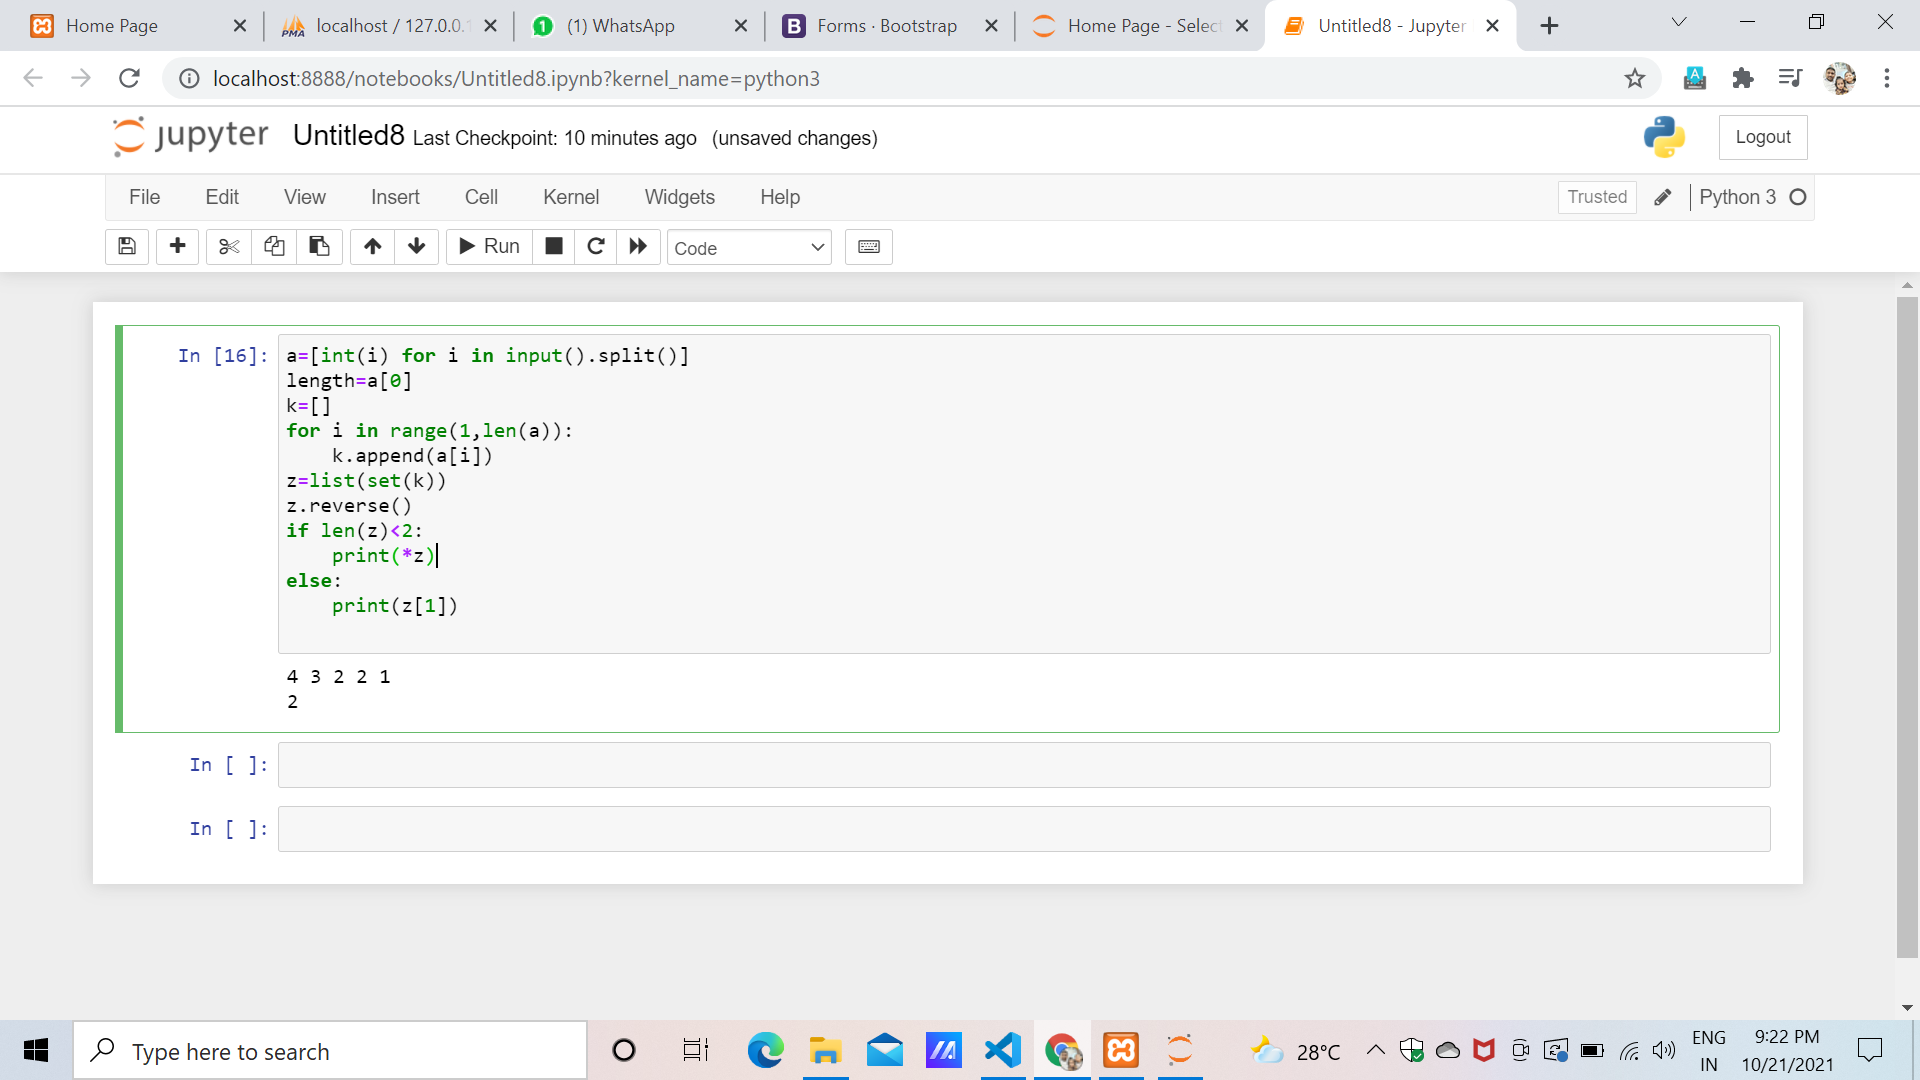 Home Page
localhost / 127.0.0.1
(1) WhatsApp
Forms · Bootstrap
Home Page - Select
Untitled8 - Jupyter
localhost:8888/notebooks/Untitled8.ipynb?kernel_name=python3
jupyter Untitled8 Last Checkpoint: 10 minutes ago (unsaved changes)
Logout
File Edit View Insert Cell Kernel Widgets Help
Trusted
Python 3
Run
Code
In [16]:
a=[int(i) for i in input().split()]
length=a[0]
k=[]
for i in range(1,len(a)):
    k.append(a[i])
z=list(set(k))
z.reverse()
if len(z)<2:
    print(*z)
else:
    print(z[1])
4 3 2 2 1
2
In [ ]:
In [ ]:
Type here to search
28°C
ENG
IN
9:22 PM
10/21/2021